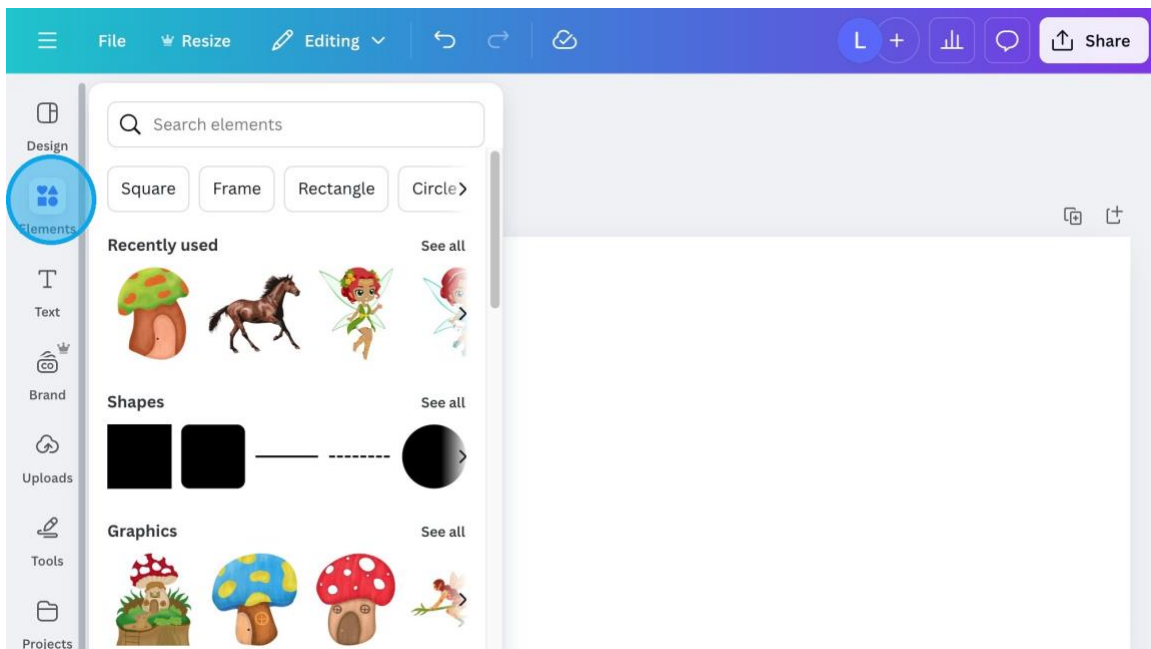 File Resize Editing L + Share
Design
Elements
Text
CO
Brand
Uploads
Tools
Projects
Search elements
Square Frame Rectangle Circle
Recently used See all
Shapes See all
Graphics See all